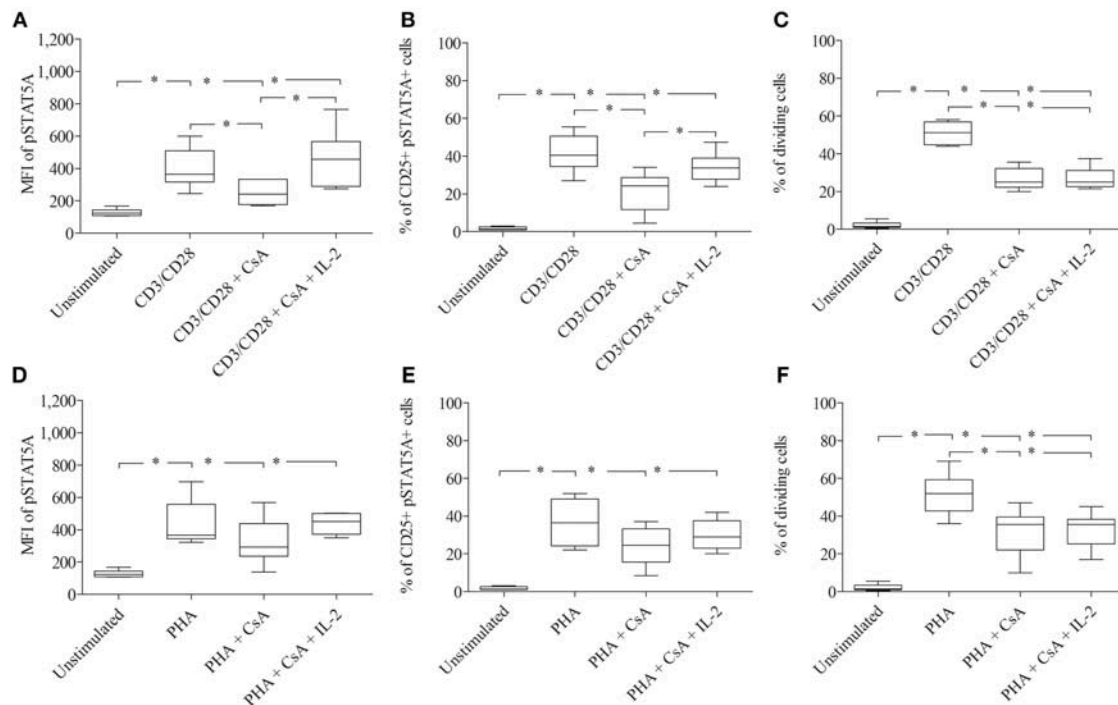 A
MFI of pSTAT5A
1,200
1,000
800
600
400
200
0
* * *
*
*
Unstimulated
CD3/CD28
CD3/CD28 + CsA
CD3/CD28 + CsA + IL-2
B
% of CD25+ pSTAT5A+ cells
100
80
60
40
20
0
* * *
*
*
Unstimulated
CD3/CD28
CD3/CD28 + CsA
CD3/CD28 + CsA + IL-2
C
% of dividing cells
100
80
60
40
20
0
* * *
* *
Unstimulated
CD3/CD28
CD3/CD28 + CsA
CD3/CD28 + CsA + IL-2
D
MFI of pSTAT5A
1,200
1,000
800
600
400
200
0
* * *
Unstimulated
PHA
PHA + CsA
PHA + CsA + IL-2
E
% of CD25+ pSTAT5A+ cells
100
80
60
40
20
0
* * *
Unstimulated
PHA
PHA + CsA
PHA + CsA + IL-2
F
% of dividing cells
100
80
60
40
20
0
* * *
* *
Unstimulated
PHA
PHA + CsA
PHA + CsA + IL-2